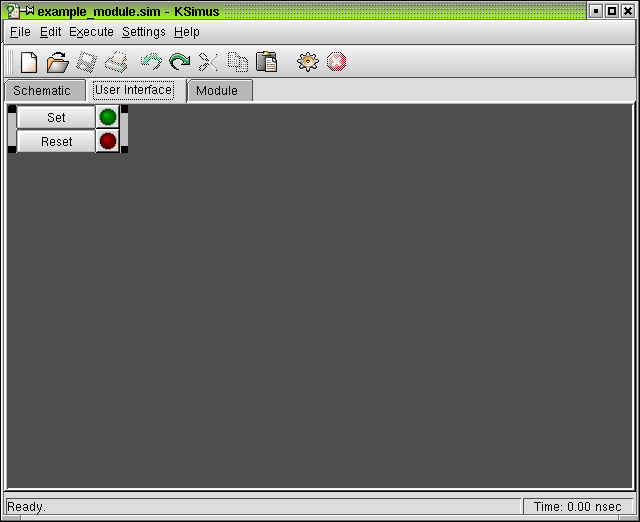 example_module.sim - KSimus
File Edit Execute Settings Help
Schematic User Interface Module
Set
Reset
Ready. Time: 0.00 nsec